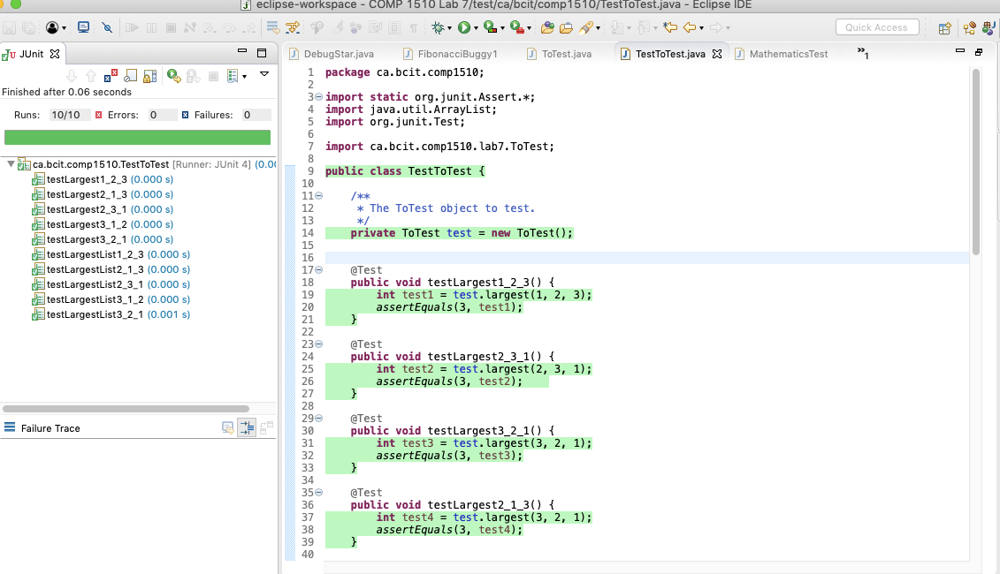 eclipse-workspace - COMP 1510 Lab 7/test/ca/bcit/comp1510/TestToTest.java - Eclipse IDE
Quick Access
JUnit
DebugStar.java
FibonacciBuggy1
ToTest.java
TestToTest.java
MathematicsTest
»1
Finished after 0.06 seconds
Runs: 10/10 Errors: 0 Failures: 0
ca.bcit.comp1510.TestToTest [Runner: JUnit 4] (0.00
testLargest1_2_3 (0.000 s)
testLargest2_1_3 (0.000 s)
testLargest2_3_1 (0.000 s)
testLargest3_1_2 (0.000 s)
testLargest3_2_1 (0.000 s)
testLargestList1_2_3 (0.000 s)
testLargestList2_1_3 (0.000 s)
testLargestList2_3_1 (0.000 s)
testLargestList3_1_2 (0.000 s)
testLargestList3_2_1 (0.001 s)
Failure Trace
1 package ca.bcit.comp1510;
2
3 import static org.junit.Assert.*;
4 import java.util.ArrayList;
5 import org.junit.Test;
6
7 import ca.bcit.comp1510.lab7.ToTest;
8
9 public class TestToTest {
10
11 /**
12 * The ToTest object to test.
13 */
14 private ToTest test = new ToTest();
15
16
17 @Test
18 public void testLargest1_2_3() {
19 int test1 = test.largest(1, 2, 3);
20 assertEquals(3, test1);
21 }
22
23 @Test
24 public void testLargest2_3_1() {
25 int test2 = test.largest(2, 3, 1);
26 assertEquals(3, test2);
27 }
28
29 @Test
30 public void testLargest3_2_1() {
31 int test3 = test.largest(3, 2, 1);
32 assertEquals(3, test3);
33 }
34
35 @Test
36 public void testLargest2_1_3() {
37 int test4 = test.largest(3, 2, 1);
38 assertEquals(3, test4);
39 }
40